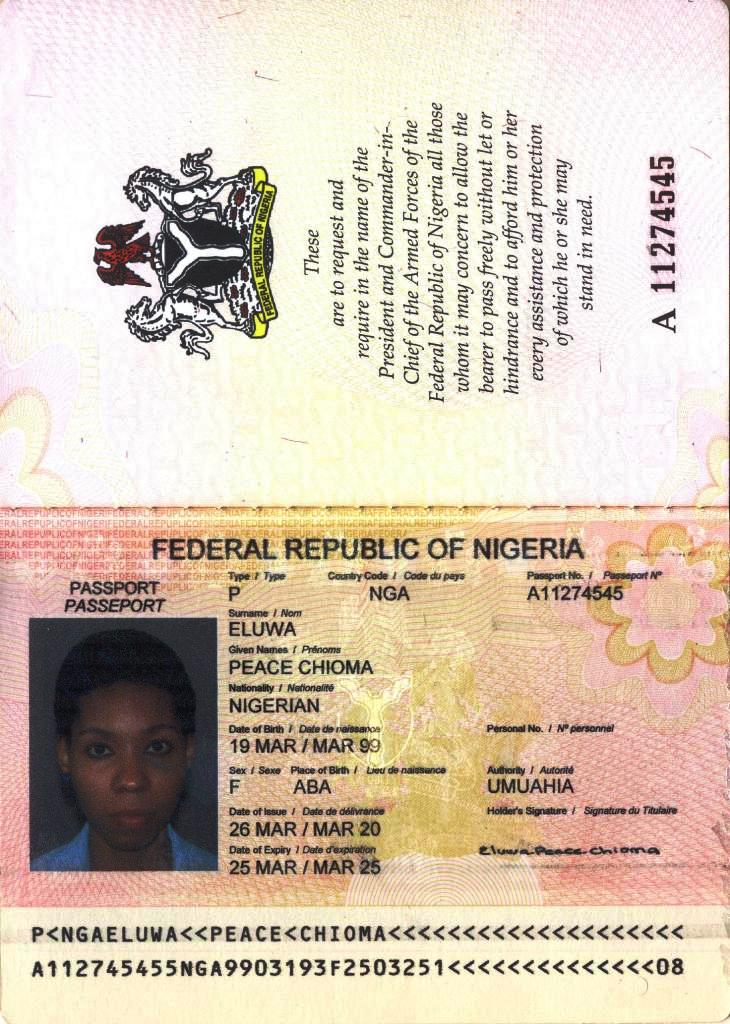 FEDERAL REPUBLIC OF NIGERIA
These
are to request and
require in the name of the
President and Commander-in-
Chief of the Armed Forces of the
Federal Republic of Nigeria all those
whom it may concern to allow the
bearer to pass freely without let or
hindrance and to afford him or her
every assistance and protection
of which he or she may
stand in need.
A 11274545
FEDERAL REPUBLIC OF NIGERIA
PASSPORT
PASSEPORT
Type / Type Country Code / Code du pays Passport No. / Passeport N°
P NGA A11274545
Surname / Nom
ELUWA
Given Names / Prénoms
PEACE CHIOMA
Nationality / Nationalité
NIGERIAN
Date of Birth / Date de naissance Personal No. / N° personnel
19 MAR / MAR 99
Sex / Sexe Place of Birth / Lieu de naissance Authority / Autorité
F ABA UMUAHIA
Date of Issue / Date de délivrance Holder's Signature / Signature du Titulaire
26 MAR / MAR 20
Date of Expiry / Date d'expiration
25 MAR / MAR 25
Eluwa Peace Chioma
P<NGAELUWA<<PEACE<CHIOMA<<<<<<<<<<<<<<<<<<<<
A112745455NGA9903193F2503251<<<<<<<<<<<<<<08